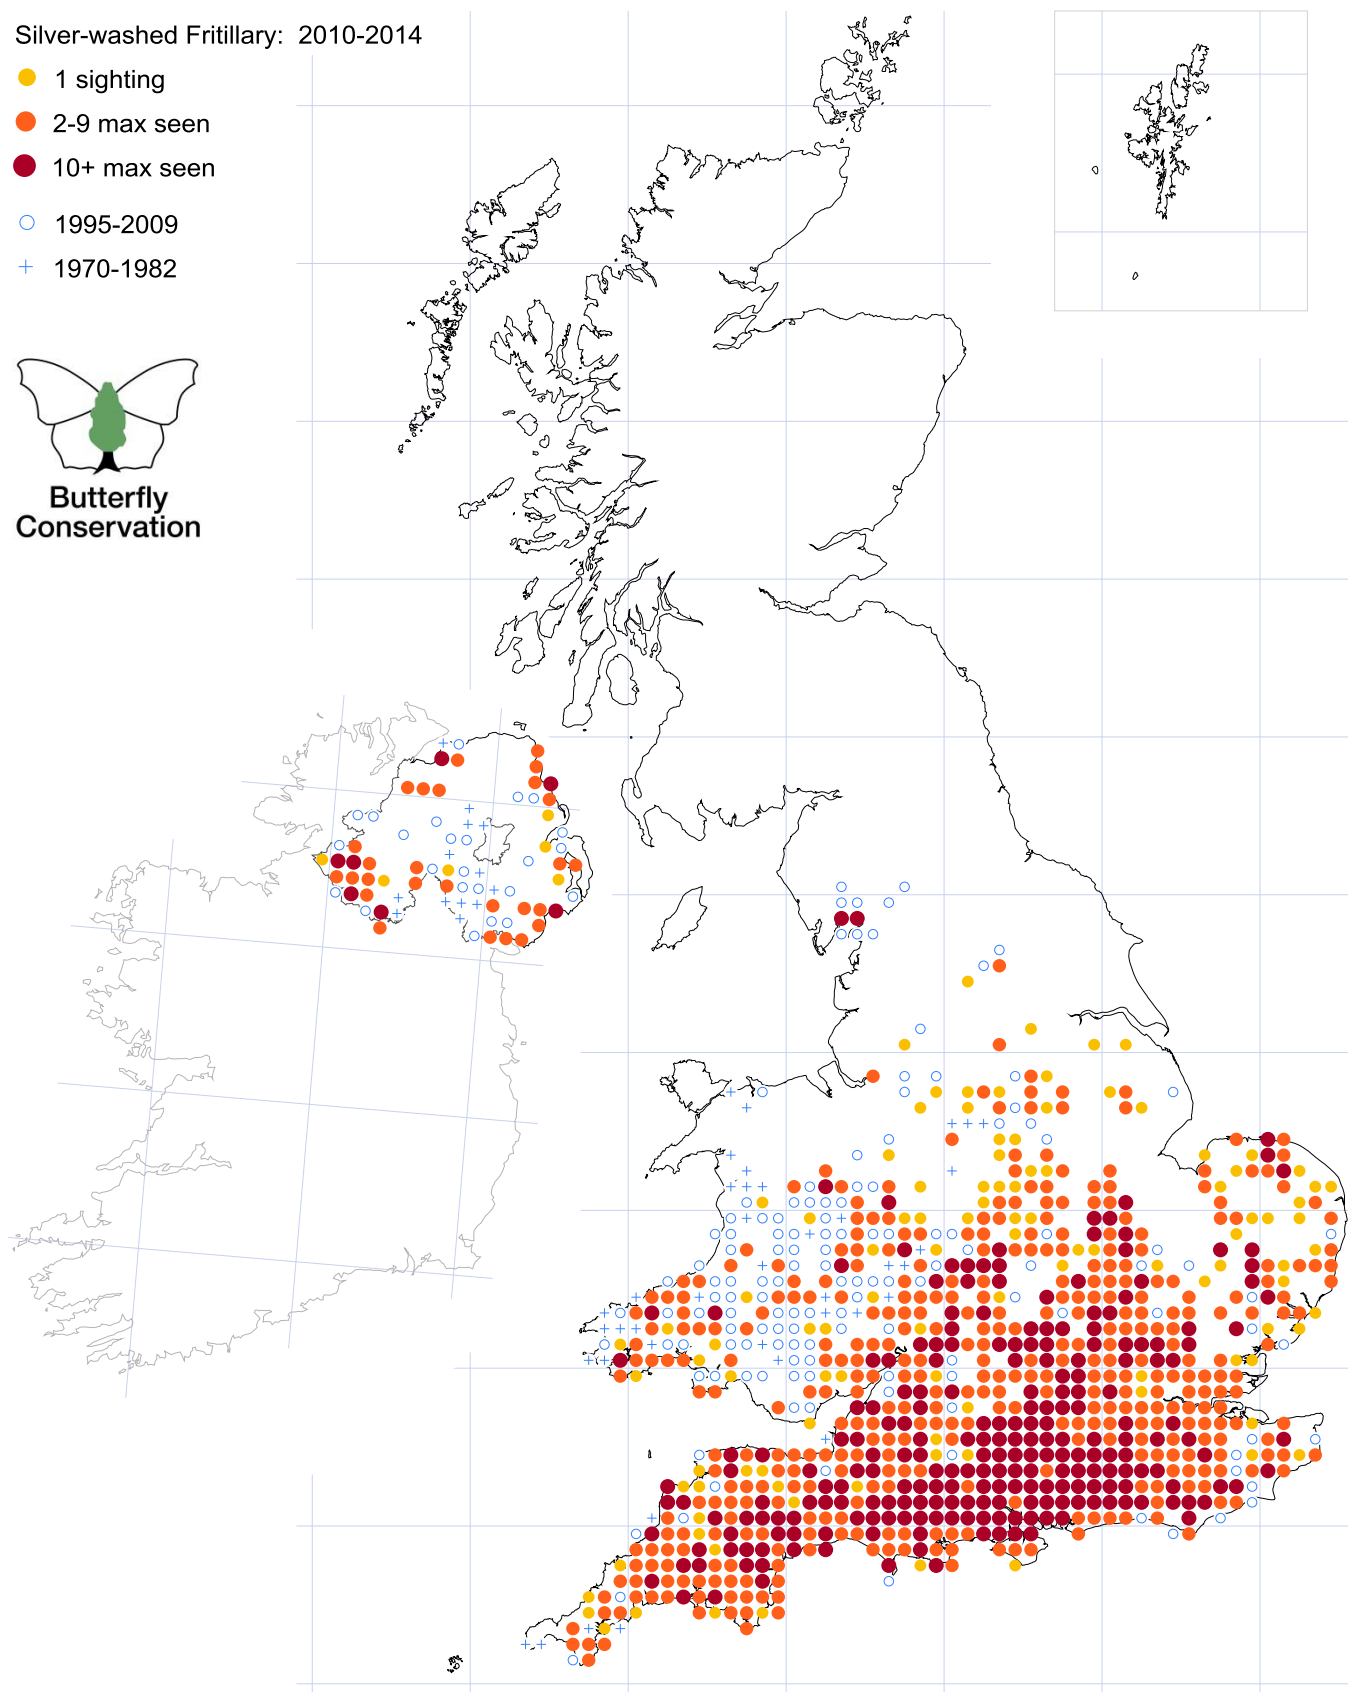 Silver-washed Fritillary: 2010-2014
1 sighting
2-9 max seen
10+ max seen
1995-2009
1970-1982
Butterfly
Conservation